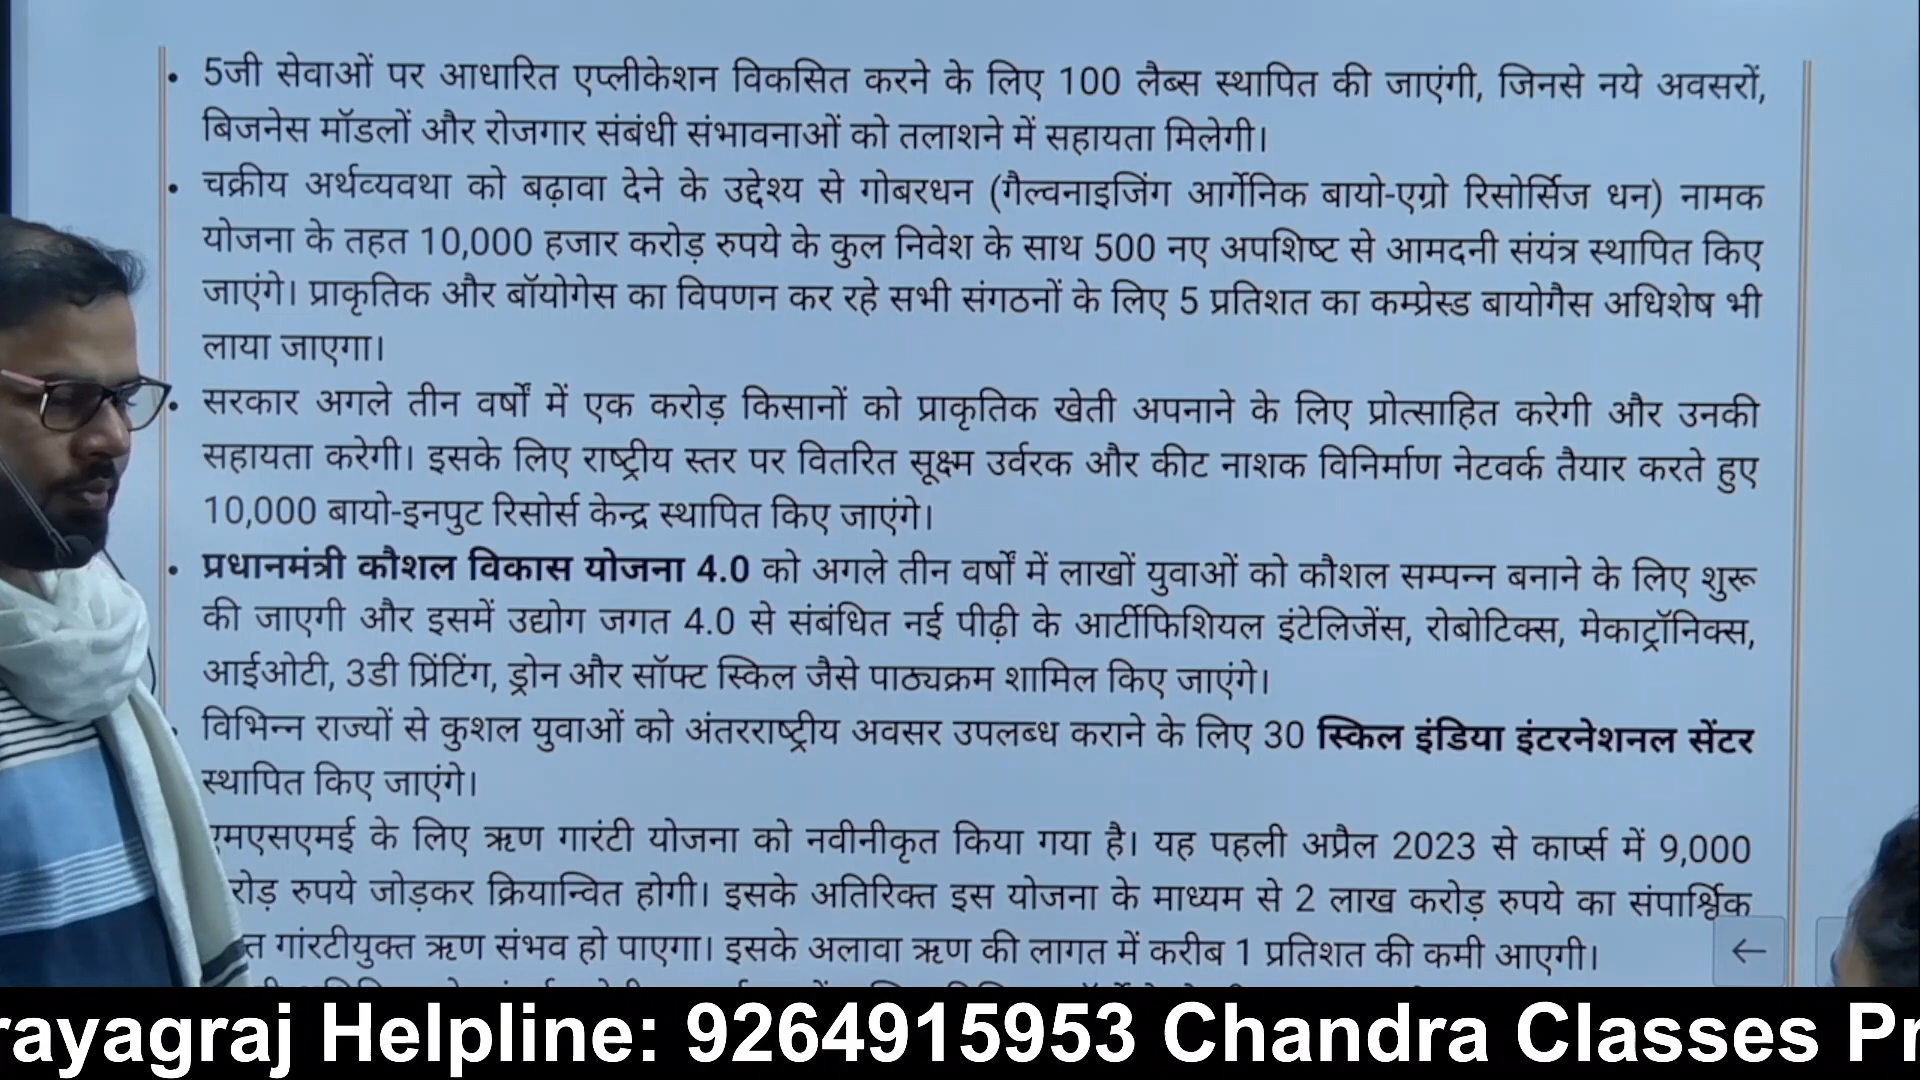 • 5जी सेवाओं पर आधारित एप्लीकेशन विकसित करने के लिए 100 लैब्स स्थापित की जाएंगी, जिनसे नये अवसरों,
बिजनेस मॉडलों और रोजगार संबंधी संभावनाओं को तलाशने में सहायता मिलेगी।
• चक्रीय अर्थव्यवथा को बढ़ावा देने के उद्देश्य से गोबरधन (गैल्वनाइजिंग आर्गेनिक बायो-एग्रो रिसोर्सिज धन) नामक
योजना के तहत 10,000 हजार करोड़ रुपये के कुल निवेश के साथ 500 नए अपशिष्ट से आमदनी संयंत्र स्थापित किए
जाएंगे। प्राकृतिक और बॉयोगेस का विपणन कर रहे सभी संगठनों के लिए 5 प्रतिशत का कम्प्रेस्ड बायोगैस अधिशेष भी
लाया जाएगा।
• सरकार अगले तीन वर्षों में एक करोड़ किसानों को प्राकृतिक खेती अपनाने के लिए प्रोत्साहित करेगी और उनकी
सहायता करेगी। इसके लिए राष्ट्रीय स्तर पर वितरित सूक्ष्म उर्वरक और कीट नाशक विनिर्माण नेटवर्क तैयार करते हुए
10,000 बायो-इनपुट रिसोर्स केन्द्र स्थापित किए जाएंगे।
• प्रधानमंत्री कौशल विकास योजना 4.0 को अगले तीन वर्षों में लाखों युवाओं को कौशल सम्पन्न बनाने के लिए शुरू
की जाएगी और इसमें उद्योग जगत 4.0 से संबंधित नई पीढ़ी के आर्टीफिशियल इंटेलिजेंस, रोबोटिक्स, मेकाट्रॉनिक्स,
आईओटी, 3डी प्रिंटिंग, ड्रोन और सॉफ्ट स्किल जैसे पाठ्यक्रम शामिल किए जाएंगे।
• विभिन्न राज्यों से कुशल युवाओं को अंतरराष्ट्रीय अवसर उपलब्ध कराने के लिए 30 स्किल इंडिया इंटरनेशनल सेंटर
स्थापित किए जाएंगे।
एमएसएमई के लिए ऋण गारंटी योजना को नवीनीकृत किया गया है। यह पहली अप्रैल 2023 से कार्प्स में 9,000
रोड़ रुपये जोड़कर क्रियान्वित होगी। इसके अतिरिक्त इस योजना के माध्यम से 2 लाख करोड़ रुपये का संपार्श्विक
त गांरटीयुक्त ऋण संभव हो पाएगा। इसके अलावा ऋण की लागत में करीब 1 प्रतिशत की कमी आएगी।
rayagraj Helpline: 9264915953 Chandra Classes Pr